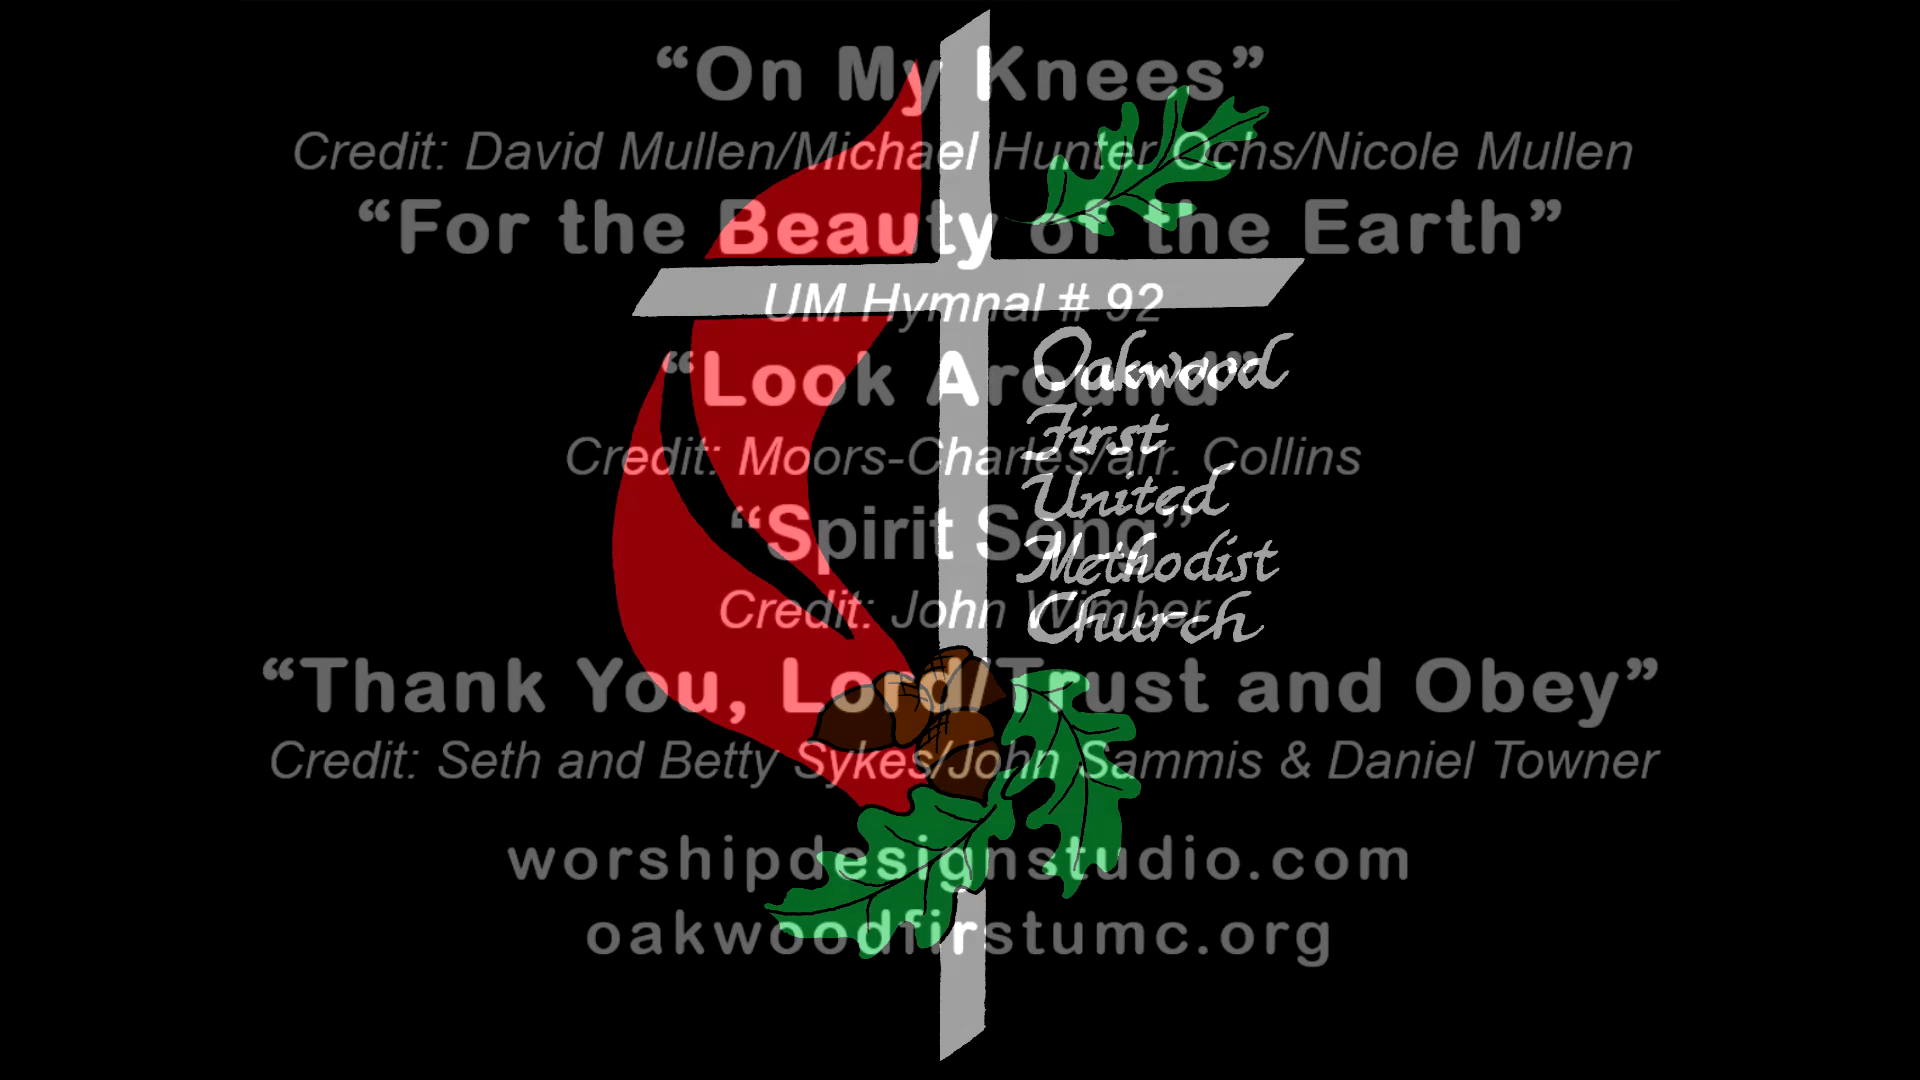 “On My Knees”
Credit: David Mullen/Michael Hunter Ochs/Nicole Mullen
“For the Beauty of the Earth”
UM Hymnal # 92
“Look Around”
Credit: Moors-Charles/arr. Collins
“Spirit Song”
Credit: John Wimber
“Thank You, Lord/Trust and Obey”
Credit: Seth and Betty Sykes/John Sammis & Daniel Towner
worshipdesignstudio.com
oakwoodfirstumc.org
Oakwood
First
United
Methodist
Church